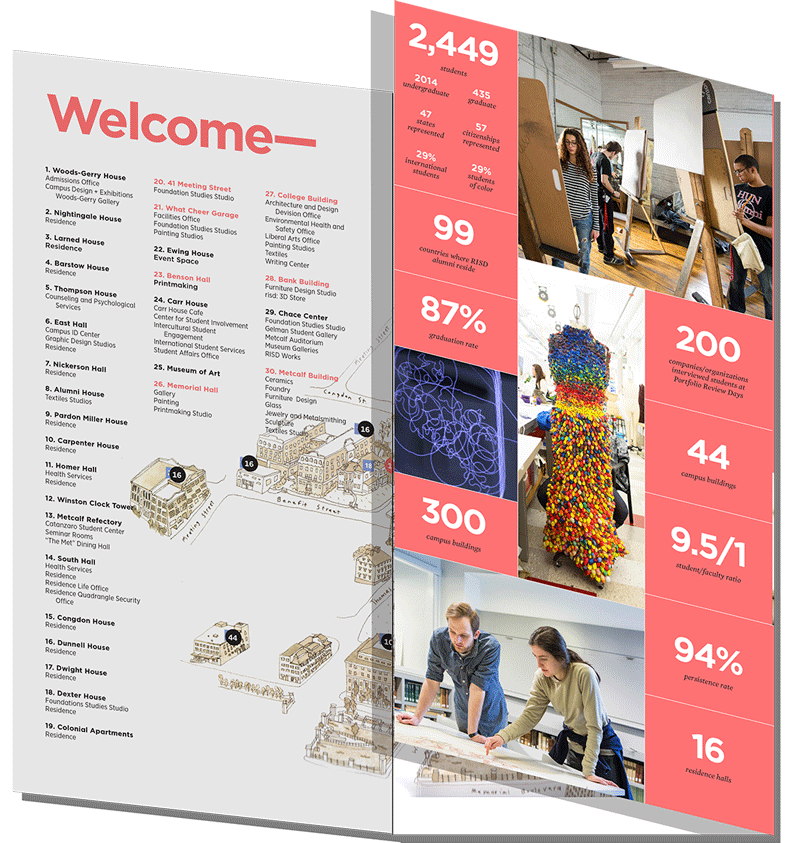 Welcome—
1. Woods-Gerry House
Admissions Office
Campus Design + Exhibitions
Woods-Gerry Gallery
2. Nightingale House
Residence
3. Larned House
Residence
4. Barstow House
Residence
5. Thompson House
Counseling and Psychological
Services
6. East Hall
Campus ID Center
Graphic Design Studios
Residence
7. Nickerson Hall
Residence
8. Alumni House
Textiles Studios
9. Pardon Miller House
Residence
10. Carpenter House
Residence
11. Homer Hall
Health Services
Residence
12. Winston Clock Tower
13. Metcalf Refectory
Catanzaro Student Center
Seminar Rooms
"The Met" Dining Hall
14. South Hall
Health Services
Residence
Residence Life Office
Residence Quadrangle Security
Office
15. Congdon House
Residence
16. Dunnell House
Residence
17. Dwight House
Residence
18. Dexter House
Foundations Studies Studio
Residence
19. Colonial Apartments
Residence
20. 41 Meeting Street
Foundation Studies Studio
21. What Cheer Garage
Facilities Office
Foundation Studies Studios
Painting Studios
22. Ewing House
Event Space
23. Benson Hall
Printmaking
24. Carr House
Carr House Cafe
Center for Student Involvement
Intercultural Student
Engagement
International Student Services
Student Affairs Office
25. Museum of Art
26. Memorial Hall
Gallery
Painting
Printmaking Studio
27. College Building
Architecture and Design
Devision Office
Environmental Health and
Safety Office
Liberal Arts Office
Painting Studios
Textiles
Writing Center
28. Bank Building
Furniture Design Studio
risd: 3D Store
29. Chace Center
Foundation Studies Studio
Gelman Student Gallery
Metcalf Auditorium
Museum Galleries
RISD Works
30. Metcalf Building
Ceramics
Foundry
Furniture Design
Glass
Jewelry and Metalsmithing
Sculpture
Textiles Studio
Meeting Street
Congdon St.
16
16
16
18
Benefit Street
Meeting Street
Thomas
44
10
Memorial Boulevard
2,449
students
2014
undergraduate
435
graduate
47
states
represented
57
citizenships
represented
29%
international
students
29%
students
of color
99
countries where RISD
alumni reside
87%
graduation rate
300
campus buildings
200
companies/organizations
interviewed students at
Portfolio Review Days
44
campus buildings
9.5/1
student/faculty ratio
94%
persistence rate
16
residence halls